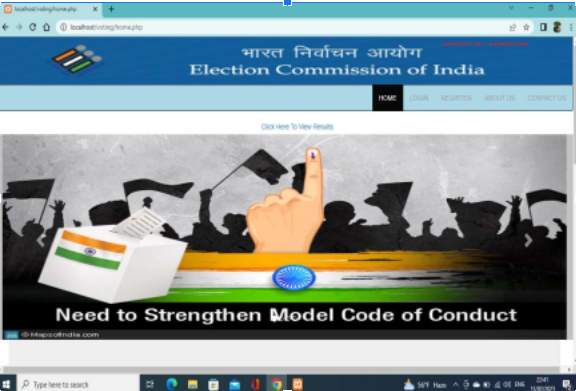 localhost/voting/home.php
localhost/voting/home.php
भारत निर्वाचन आयोग
Election Commission of India
HOME LOGIN REGISTER ABOUT US CONTACT US
Click Here To View Results
Need to Strengthen Model Code of Conduct
© Mapsofindia.com
Type here to search
56°F Haze
ENG
22:41